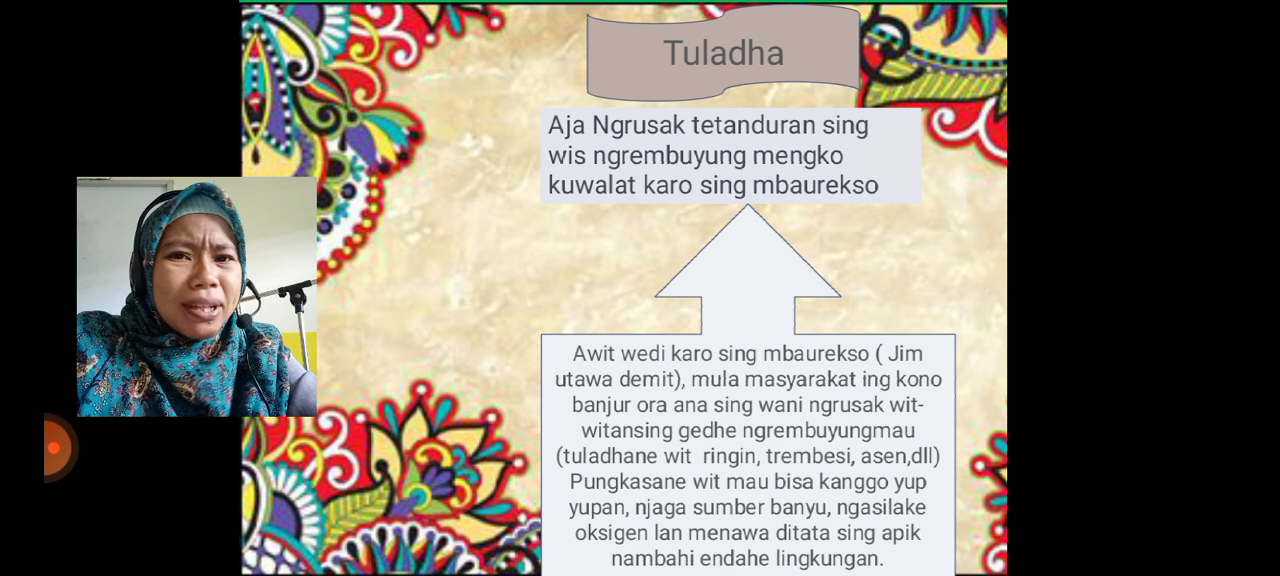 Tuladha
Aja Ngrusak tetanduran sing
wis ngrembuyung mengko
kuwalat karo sing mbaurekso
Awit wedi karo sing mbaurekso ( Jim
utawa demit), mula masyarakat ing kono
banjur ora ana sing wani ngrusak wit-
witansing gedhe ngrembuyungmau
(tuladhane wit  ringin, trembesi, asen,dll)
Pungkasane wit mau bisa kanggo yup
yupan, njaga sumber banyu, ngasilake
oksigen lan menawa ditata sing apik
nambahi endahe lingkungan.